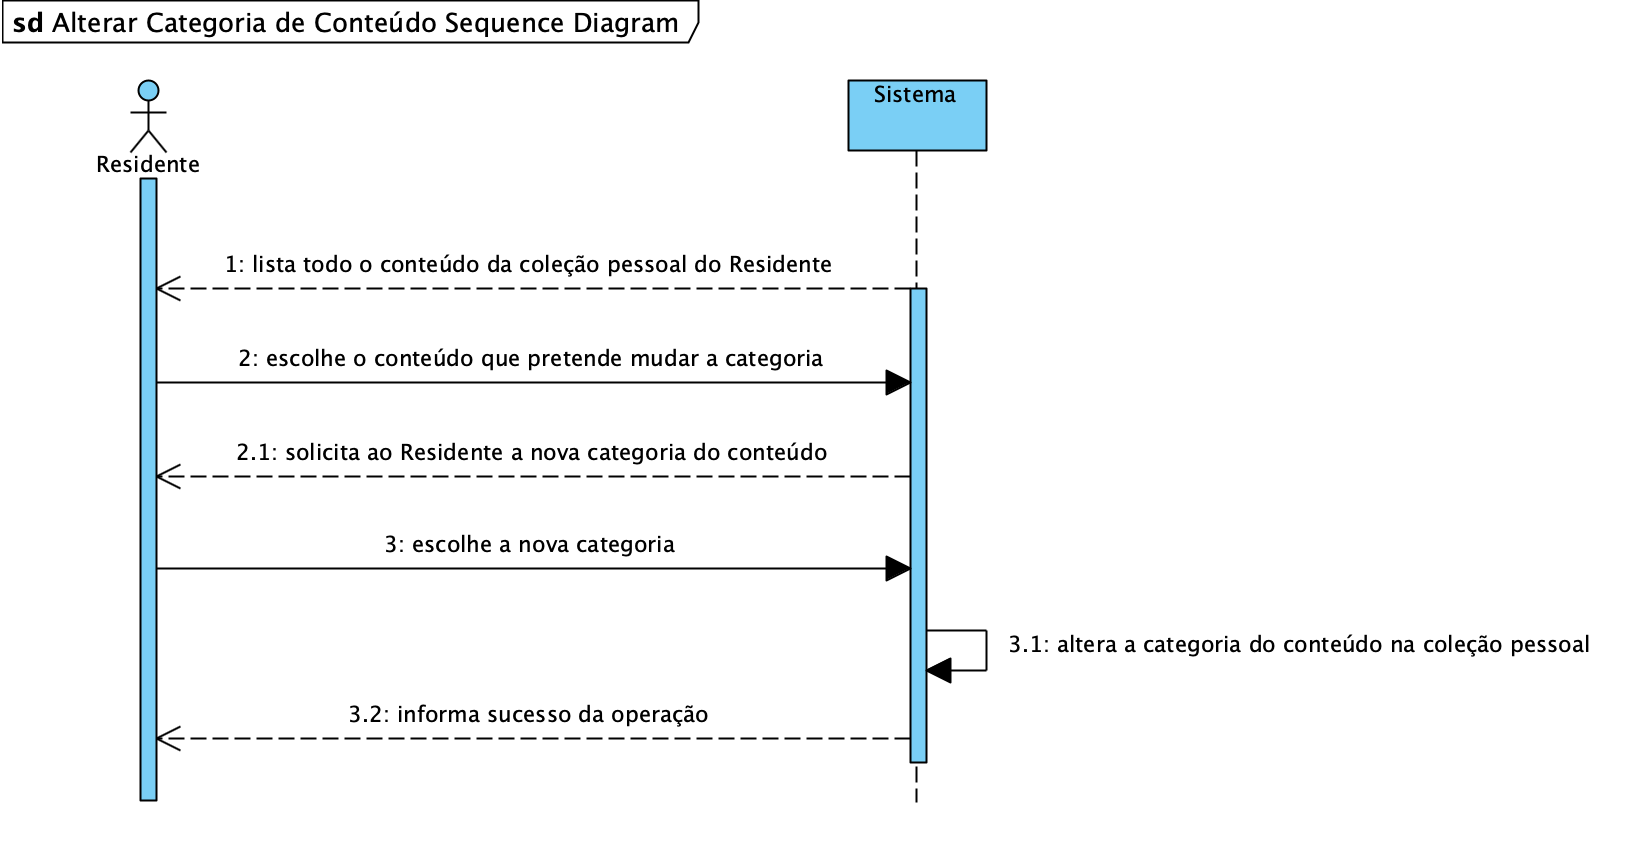 sd Alterar Categoria de Conteúdo Sequence Diagram
Sistema
Residente
1: lista todo o conteúdo da coleção pessoal do Residente
2: escolhe o conteúdo que pretende mudar a categoria
2.1: solicita ao Residente a nova categoria do conteúdo
3: escolhe a nova categoria
3.1: altera a categoria do conteúdo na coleção pessoal
3.2: informa sucesso da operação